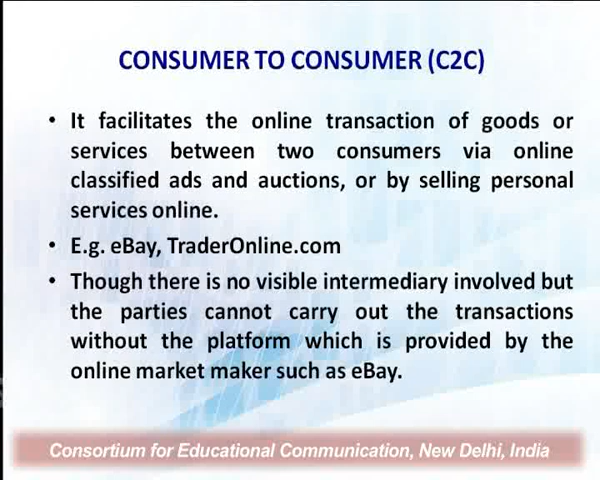 CONSUMER TO CONSUMER (C2C)
• It facilitates the online transaction of goods or
services between two consumers via online
classified ads and auctions, or by selling personal
services online.
• E.g. eBay, TraderOnline.com
• Though there is no visible intermediary involved but
the parties cannot carry out the transactions
without the platform which is provided by the
online market maker such as eBay.
Consortium for Educational Communication, New Delhi, India